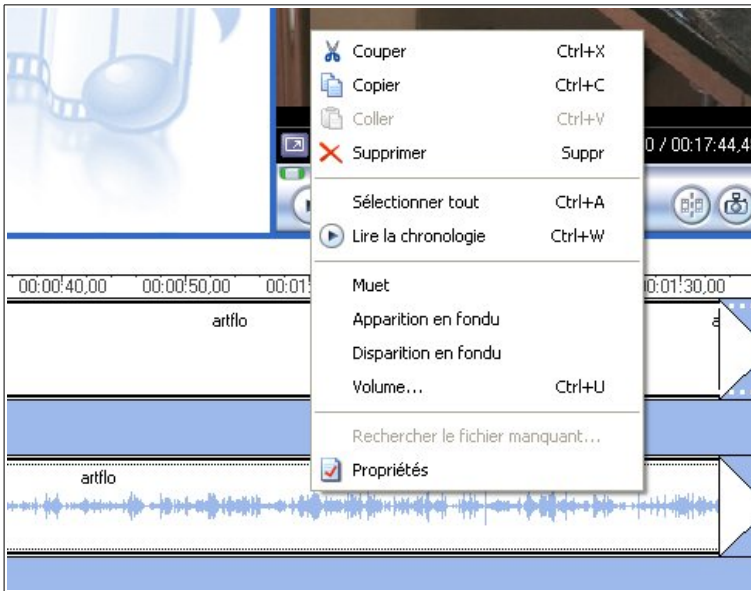 Couper Ctrl+X
Copier Ctrl+C
Coller Ctrl+V
Supprimer Suppr
0 / 00:17:44,4
Sélectionner tout Ctrl+A
Lire la chronologie Ctrl+W
00:00:40,00 00:00:50,00 00:01: 0:01:30,00
Muet
artflo Apparition en fondu
Disparition en fondu
Volume... Ctrl+U
Rechercher le fichier manquant...
Propriétés
artflo